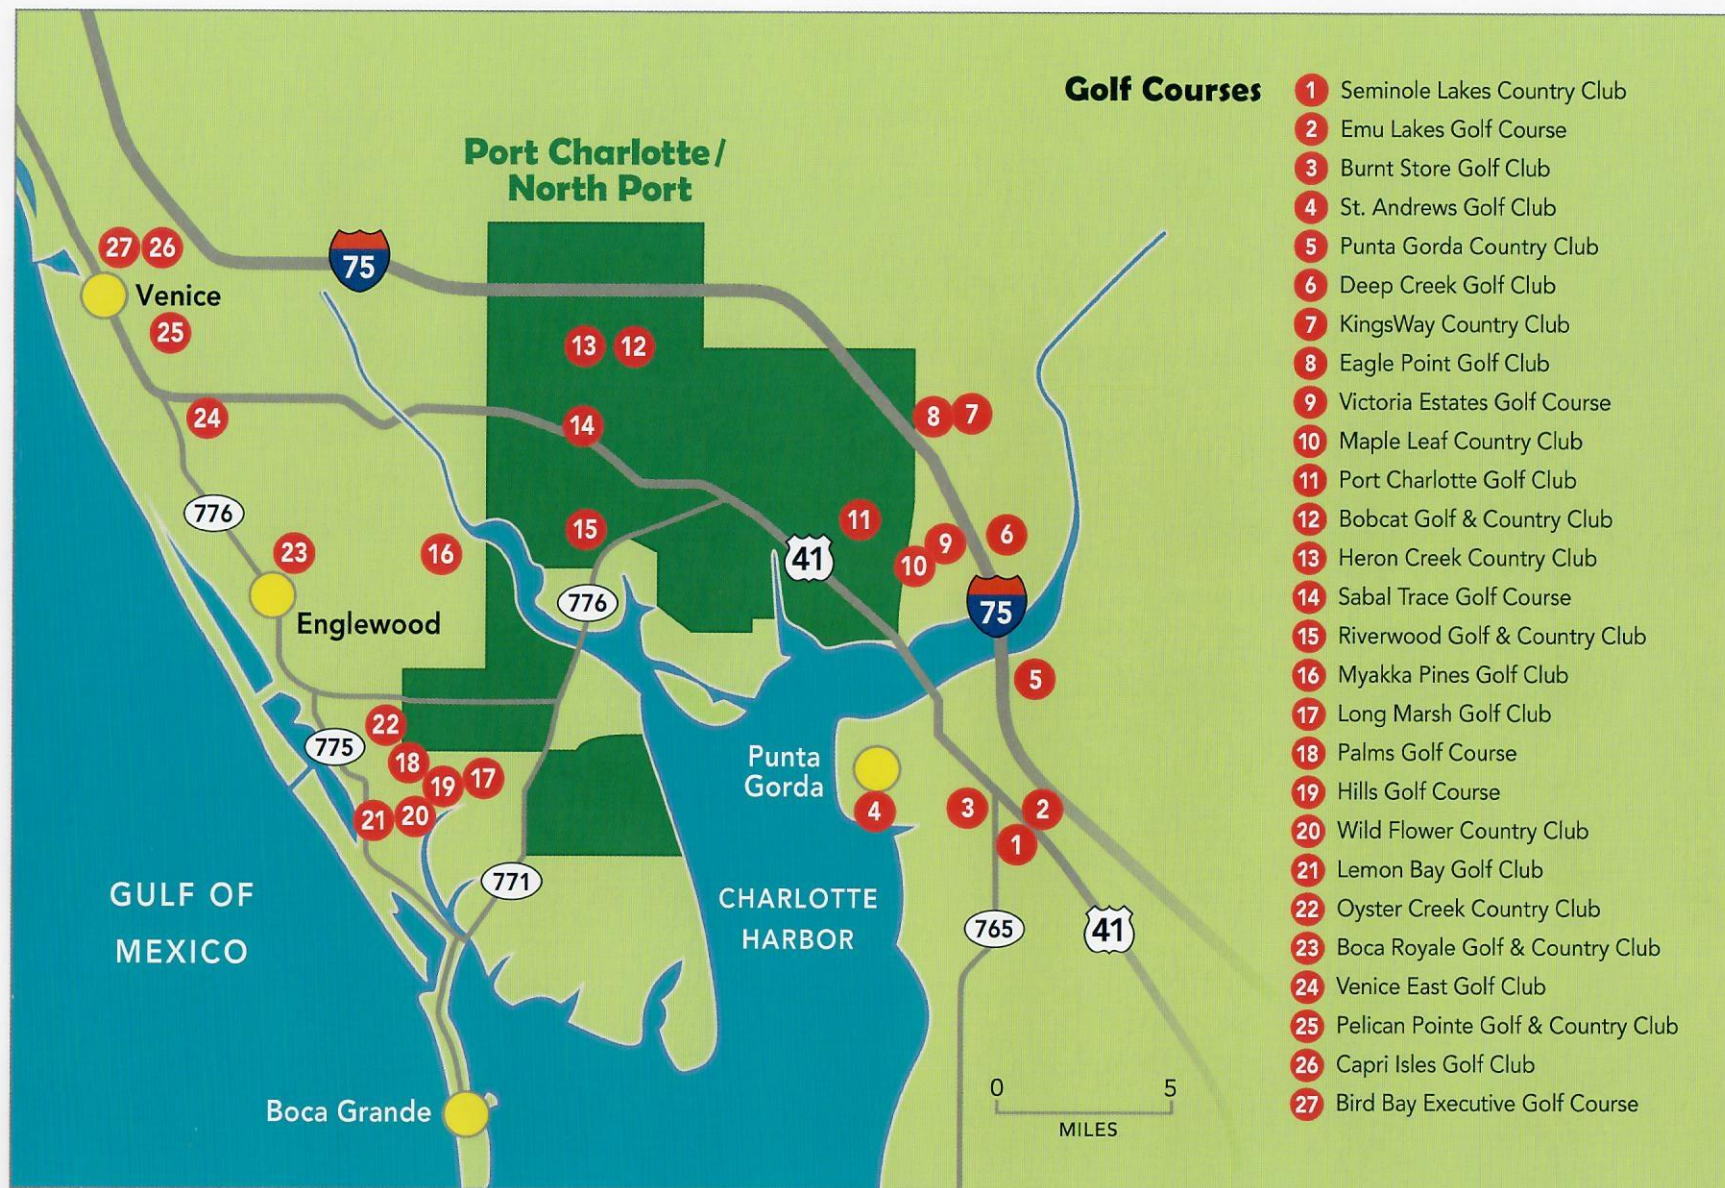 Golf Courses
1 Seminole Lakes Country Club
2 Emu Lakes Golf Course
3 Burnt Store Golf Club
4 St. Andrews Golf Club
5 Punta Gorda Country Club
6 Deep Creek Golf Club
7 KingsWay Country Club
8 Eagle Point Golf Club
9 Victoria Estates Golf Course
10 Maple Leaf Country Club
11 Port Charlotte Golf Club
12 Bobcat Golf & Country Club
13 Heron Creek Country Club
14 Sabal Trace Golf Course
15 Riverwood Golf & Country Club
16 Myakka Pines Golf Club
17 Long Marsh Golf Club
18 Palms Golf Course
19 Hills Golf Course
20 Wild Flower Country Club
21 Lemon Bay Golf Club
22 Oyster Creek Country Club
23 Boca Royale Golf & Country Club
24 Venice East Golf Club
25 Pelican Pointe Golf & Country Club
26 Capri Isles Golf Club
27 Bird Bay Executive Golf Course
Port Charlotte/
North Port
27 26
75
Venice
25
13 12
24
14
8 7
776
15
11
23
16
41
9
6
10
776
75
Englewood
5
22
775
18
19
17
Punta
Gorda
21
20
4
3
2
1
771
GULF OF
MEXICO
CHARLOTTE
HARBOR
765
41
Boca Grande
0 5
MILES